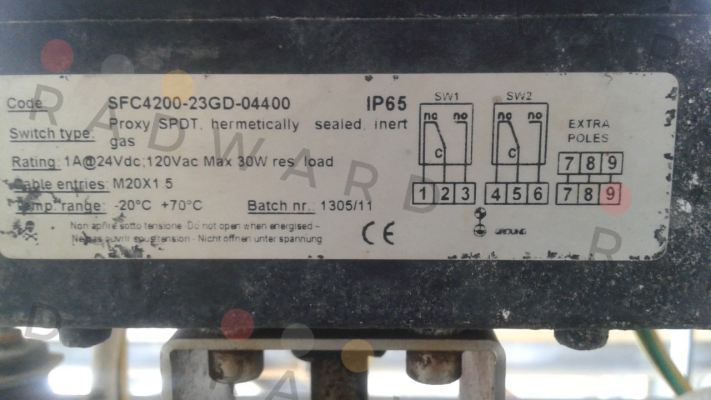 Code: SFC4200-23GD-04400 IP65
Switch type: Proxy SPDT, hermetically sealed, inert gas
Rating: 1A@24Vdc,120Vac Max 30W res. load
Cable entries: M20X1.5
Temp. range: -20°C +70°C Batch nr.: 1305/11
Non aprire sotto tensione. Do not open when energised -
Ne pas ouvrir sous tension - Nicht offnen unter spannung
CE
SW1 SW2
nc no nc no
EXTRA
POLES
c c
7 8 9
1 2 3 4 5 6 7 8 9
GROUND
RADWARD
R
D
RADWA